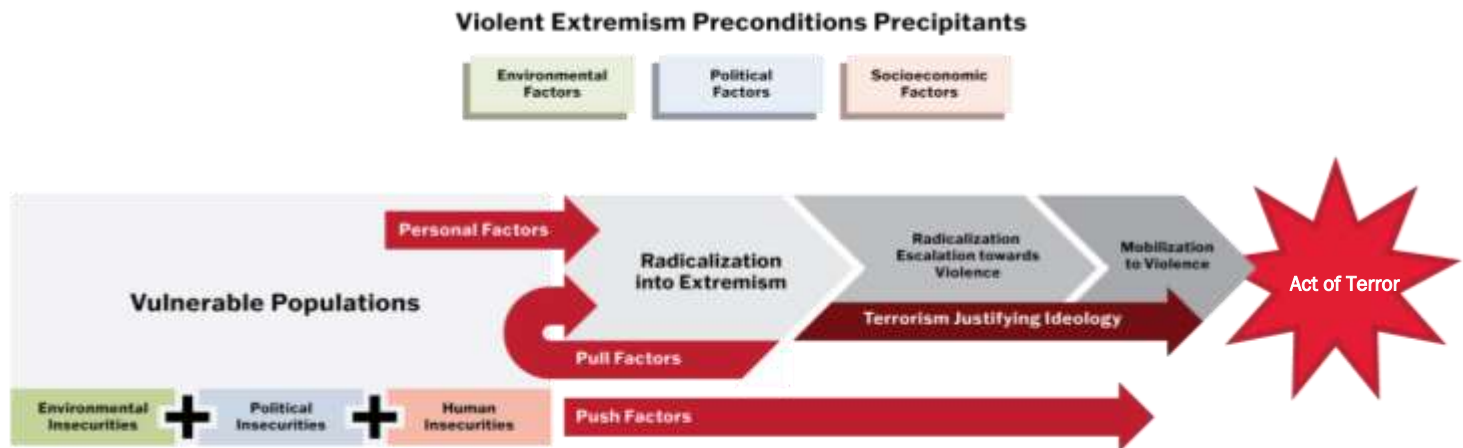 Violent Extremism Preconditions Precipitants
Environmental
Factors
Political
Factors
Socioeconomic
Factors
Personal Factors
Vulnerable Populations
Radicalization
into Extremism
Radicalization
Escalation towards
Violence
Mobilization
to Violence
Act of Terror
Terrorism Justifying Ideology
Pull Factors
Environmental
Insecurities
Political
Insecurities
Human
Insecurities
Push Factors